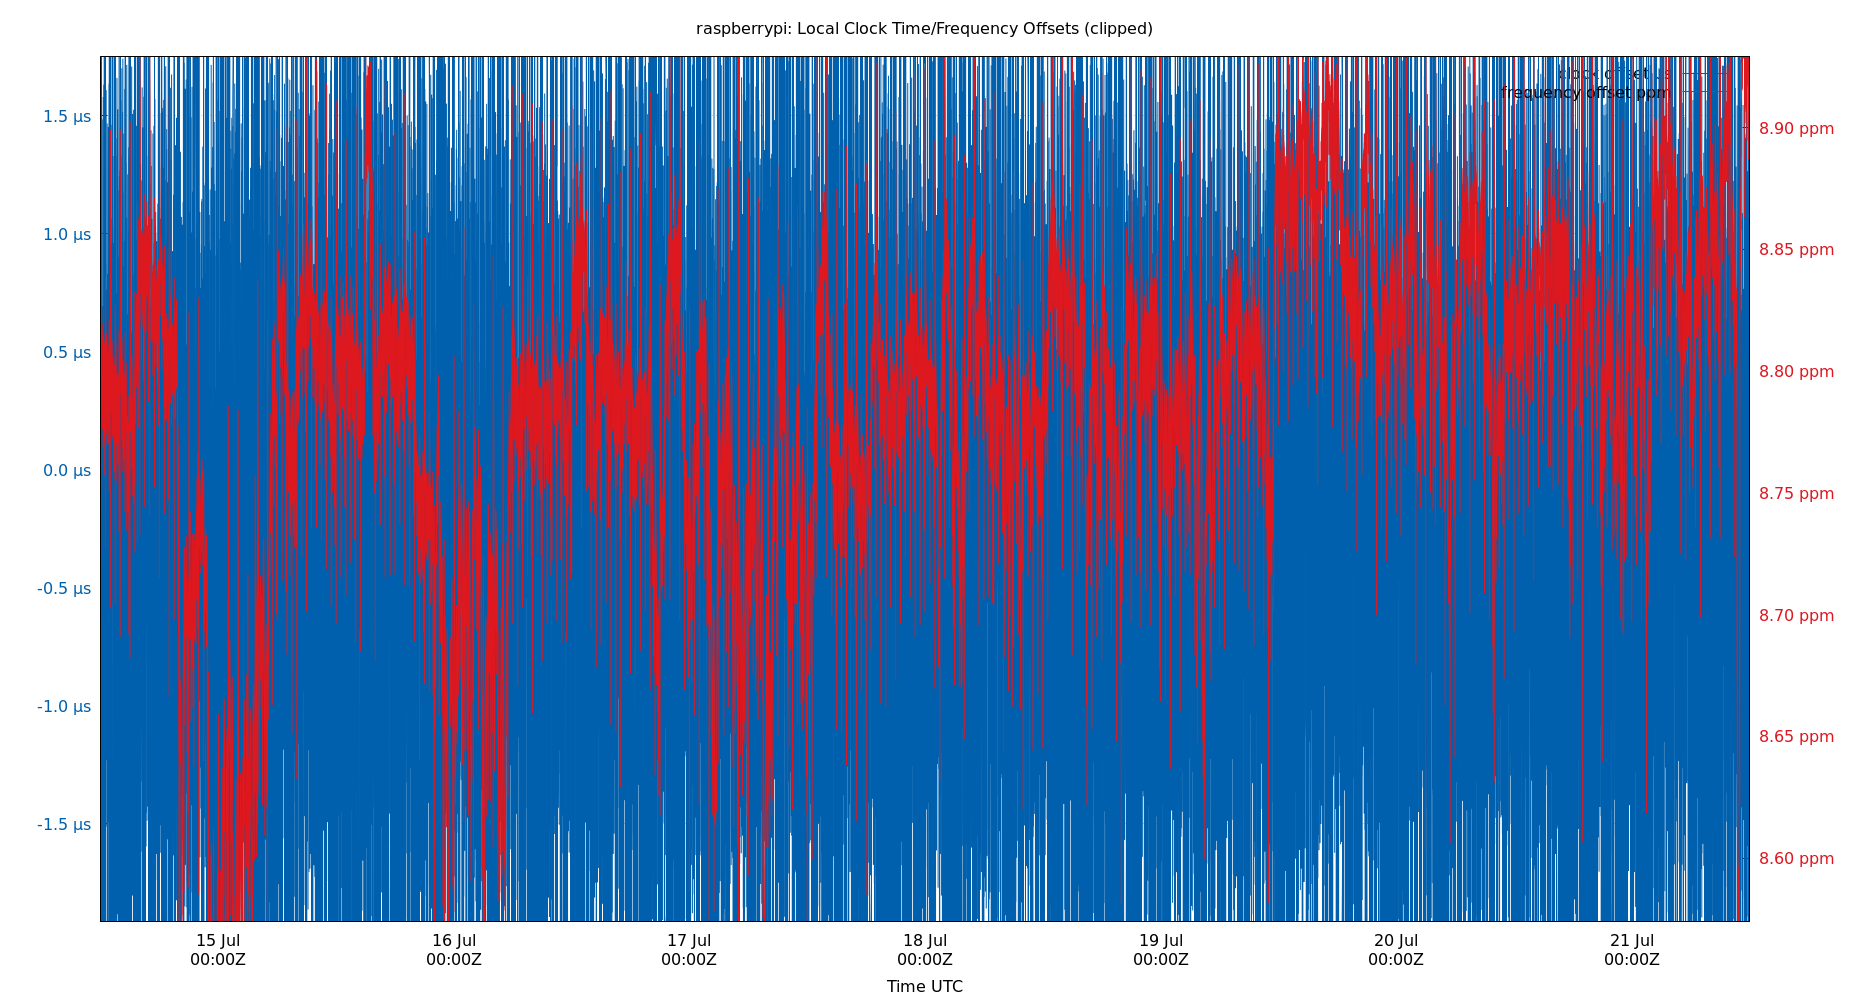 raspberrypi: Local Clock Time/Frequency Offsets (clipped)
clock offset µs
frequency offset ppm
1.5 µs
1.0 µs
0.5 µs
0.0 µs
-0.5 µs
-1.0 µs
-1.5 µs
8.90 ppm
8.85 ppm
8.80 ppm
8.75 ppm
8.70 ppm
8.65 ppm
8.60 ppm
15 Jul
00:00Z
16 Jul
00:00Z
17 Jul
00:00Z
18 Jul
00:00Z
19 Jul
00:00Z
20 Jul
00:00Z
21 Jul
00:00Z
Time UTC